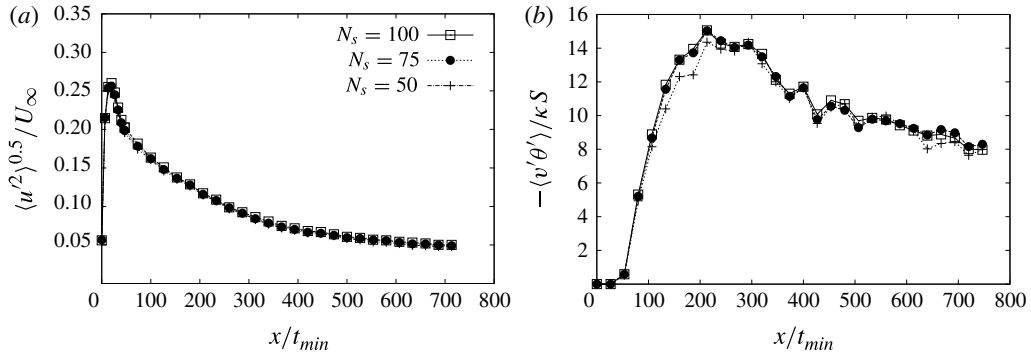 (a)
0.35
0.30
0.25
0.20
0.15
0.10
0.05
0 100 200 300 400 500 600 700 800
N_s = 100
N_s = 75
N_s = 50
⟨u′²⟩^0.5/U_∞
x/t_min
(b)
16
14
12
10
8
6
4
2
0 100 200 300 400 500 600 700 800
−⟨v′θ′⟩/κS
x/t_min